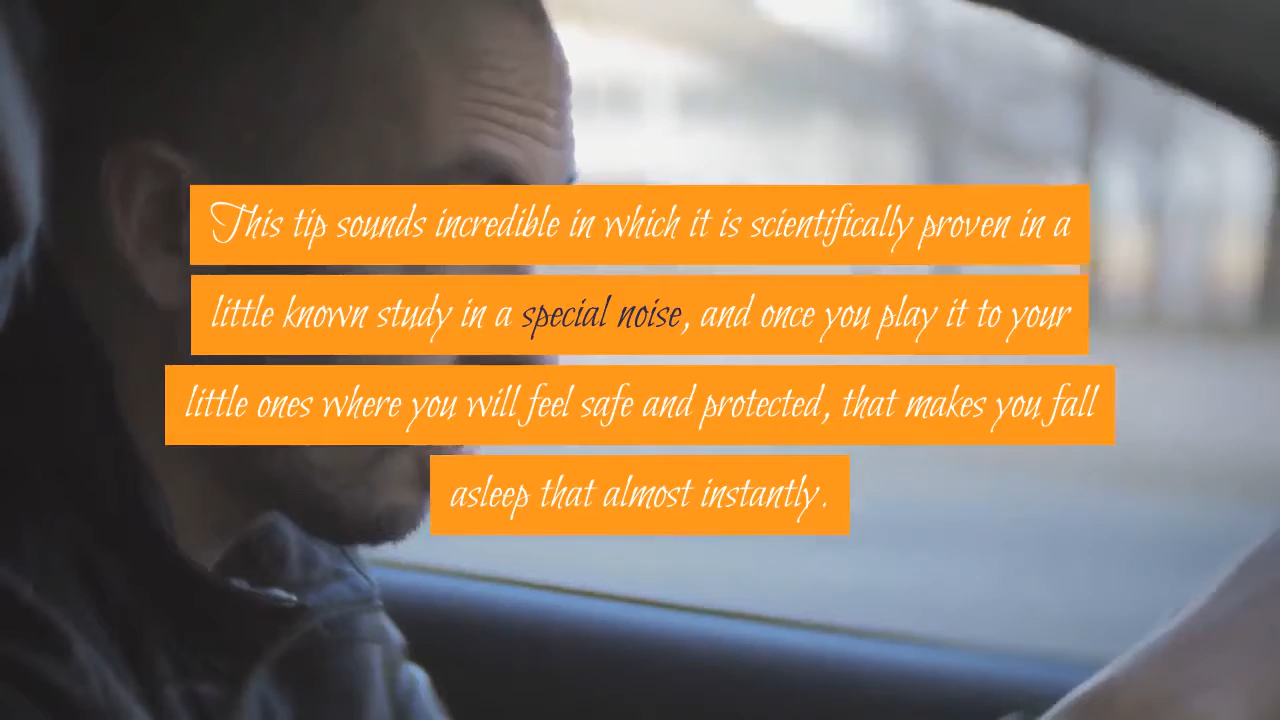 This tip sounds incredible in which it is scientifically proven in a
little known study in a special noise, and once you play it to your
little ones where you will feel safe and protected, that makes you fall
asleep that almost instantly.